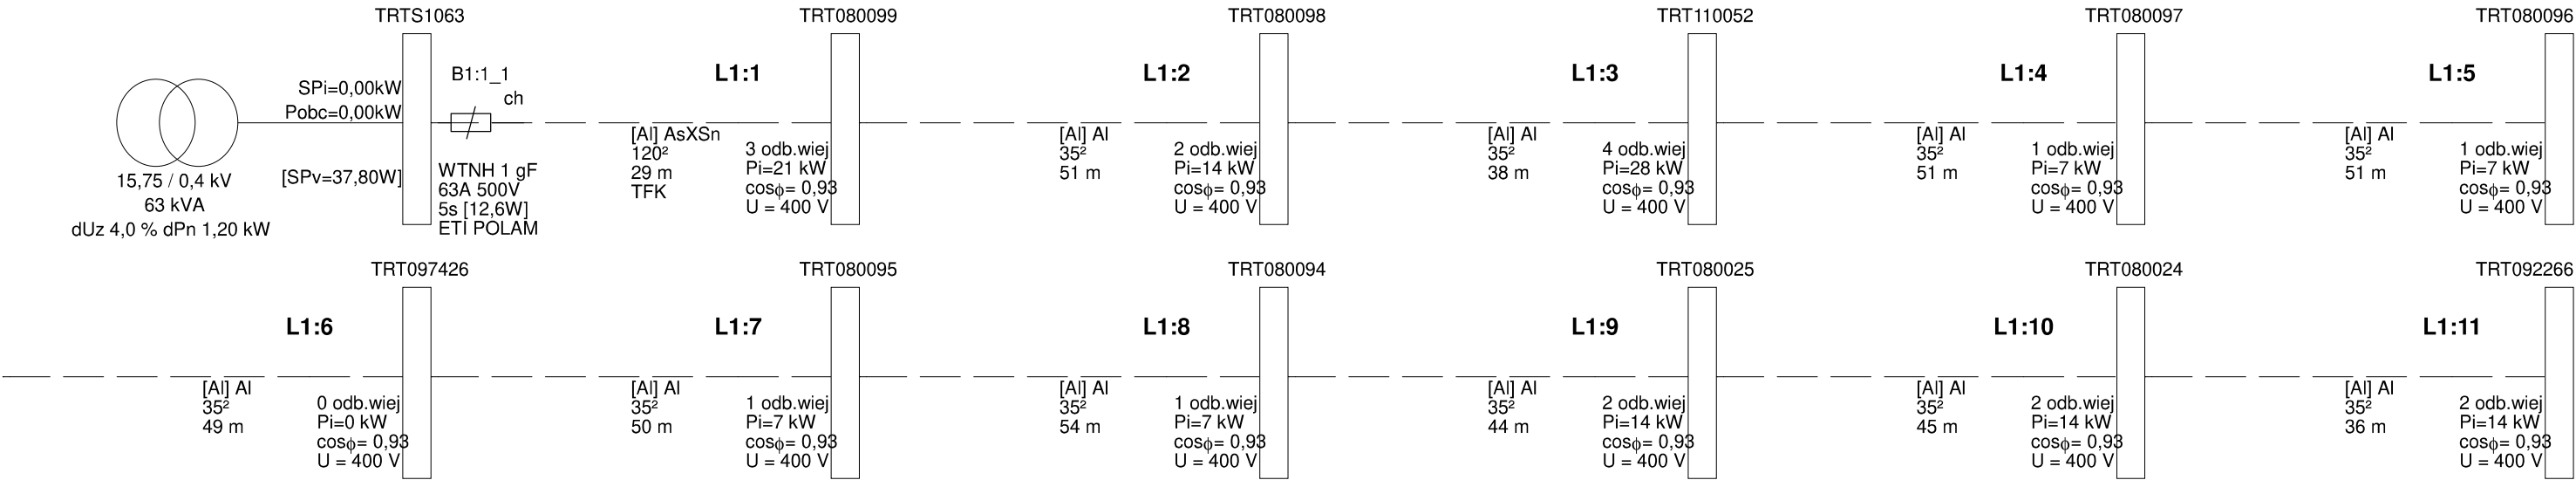 TRTS1063
TRT080099
TRT080098
TRT110052
TRT080097
TRT080096
SPi=0,00kW
Pobc=0,00kW
[SPv=37,80W]
15,75 / 0,4 kV
63 kVA
dUz 4,0 % dPn 1,20 kW
B1:1_1
ch
WTNH 1 gF
63A 500V
5s [12,6W]
ETI POLAM
L1:1
[Al] AsXSn
120²
29 m
TFK
3 odb.wiej
Pi=21 kW
cosϕ= 0,93
U = 400 V
L1:2
[Al] Al
35²
51 m
2 odb.wiej
Pi=14 kW
cosϕ= 0,93
U = 400 V
L1:3
[Al] Al
35²
38 m
4 odb.wiej
Pi=28 kW
cosϕ= 0,93
U = 400 V
L1:4
[Al] Al
35²
51 m
1 odb.wiej
Pi=7 kW
cosϕ= 0,93
U = 400 V
L1:5
[Al] Al
35²
51 m
1 odb.wiej
Pi=7 kW
cosϕ= 0,93
U = 400 V
TRT097426
TRT080095
TRT080094
TRT080025
TRT080024
TRT092266
L1:6
[Al] Al
35²
49 m
0 odb.wiej
Pi=0 kW
cosϕ= 0,93
U = 400 V
L1:7
[Al] Al
35²
50 m
1 odb.wiej
Pi=7 kW
cosϕ= 0,93
U = 400 V
L1:8
[Al] Al
35²
54 m
1 odb.wiej
Pi=7 kW
cosϕ= 0,93
U = 400 V
L1:9
[Al] Al
35²
44 m
2 odb.wiej
Pi=14 kW
cosϕ= 0,93
U = 400 V
L1:10
[Al] Al
35²
45 m
2 odb.wiej
Pi=14 kW
cosϕ= 0,93
U = 400 V
L1:11
[Al] Al
35²
36 m
2 odb.wiej
Pi=14 kW
cosϕ= 0,93
U = 400 V